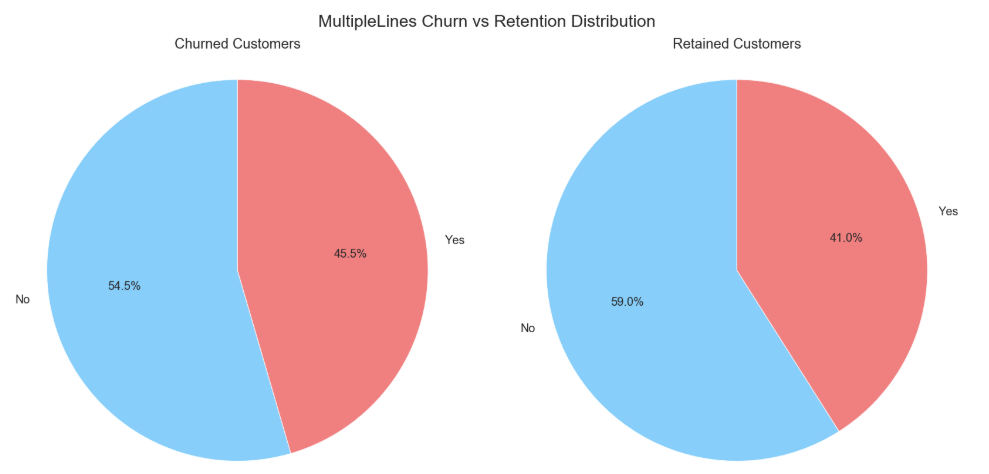 MultipleLines Churn vs Retention Distribution
Churned Customers
No
54.5%
45.5%
Yes
Retained Customers
No
59.0%
41.0%
Yes